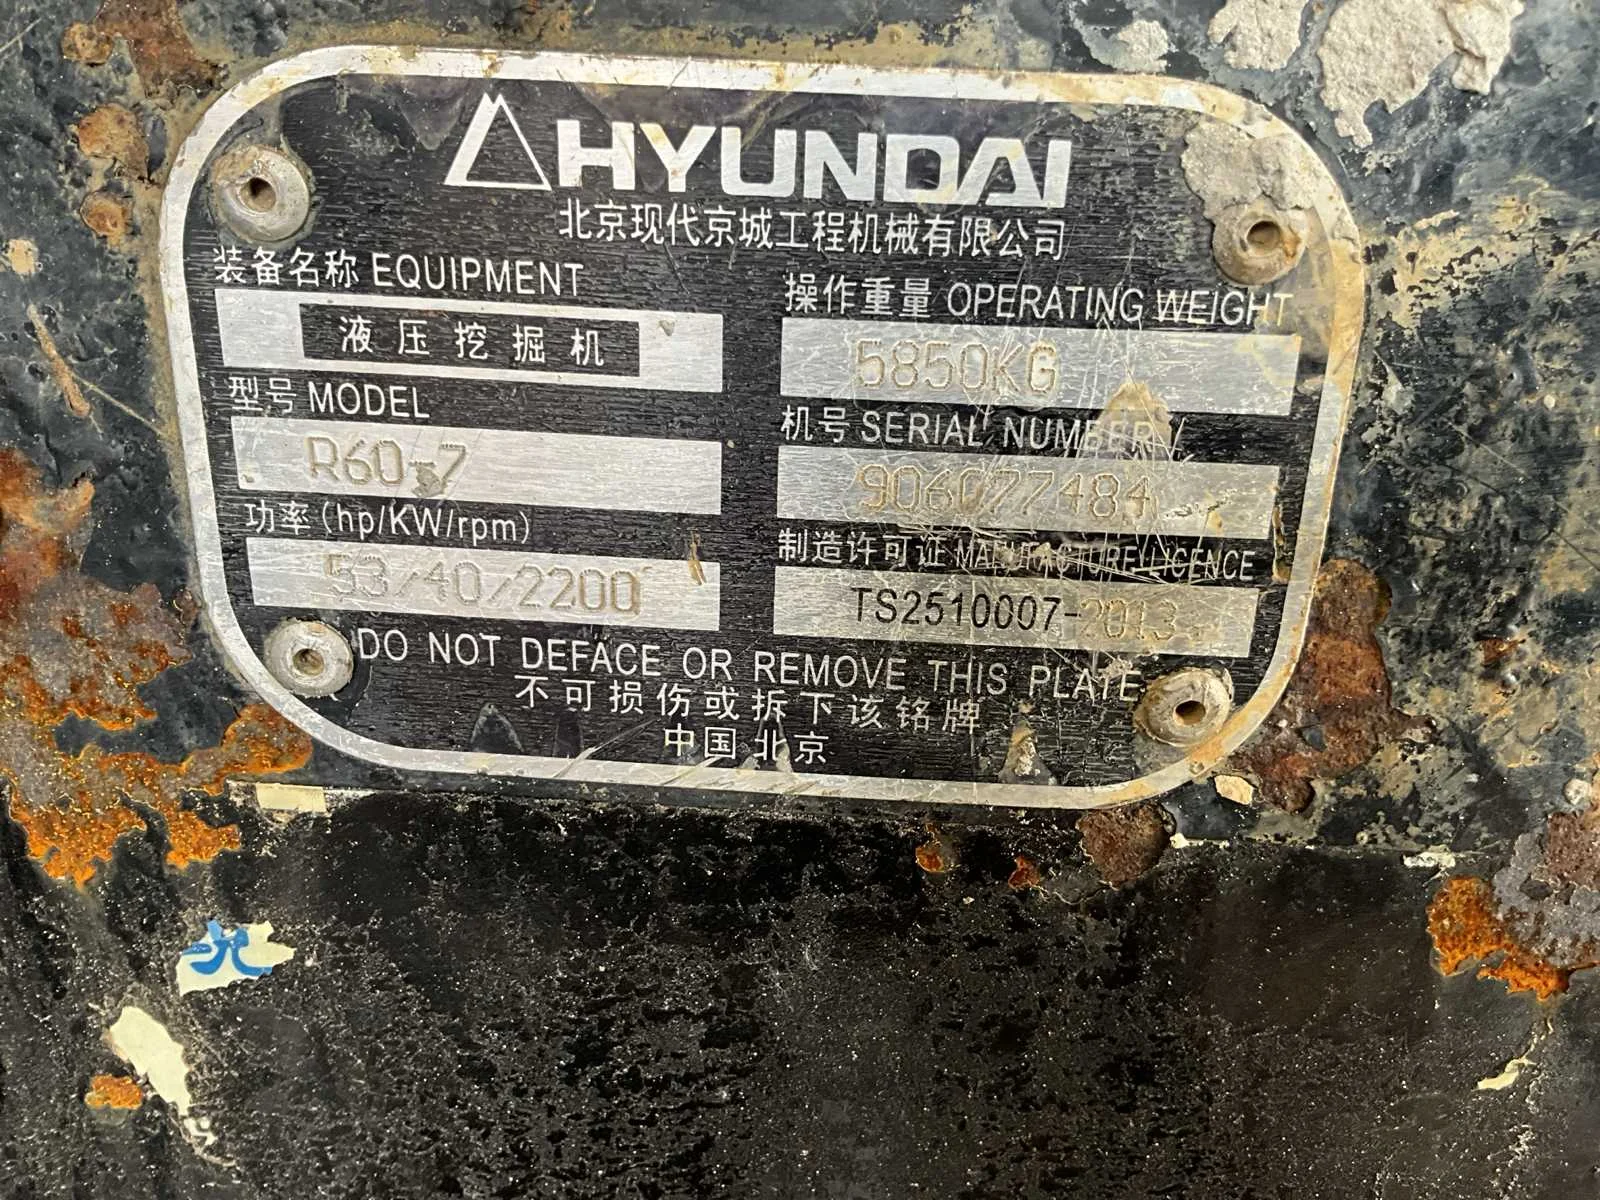 HYUNDAI
北京现代京城工程机械有限公司
装备名称 EQUIPMENT
液压挖掘机
型号 MODEL
R60-7
功率 (hp/KW/rpm)
53/40/2200
操作重量 OPERATING WEIGHT
5850KG
机号 SERIAL NUMBER
906077484
制造许可证 MANUFACTURE LICENCE
TS2510007-2013
DO NOT DEFACE OR REMOVE THIS PLATE
不可损伤或拆下该铭牌
中国北京